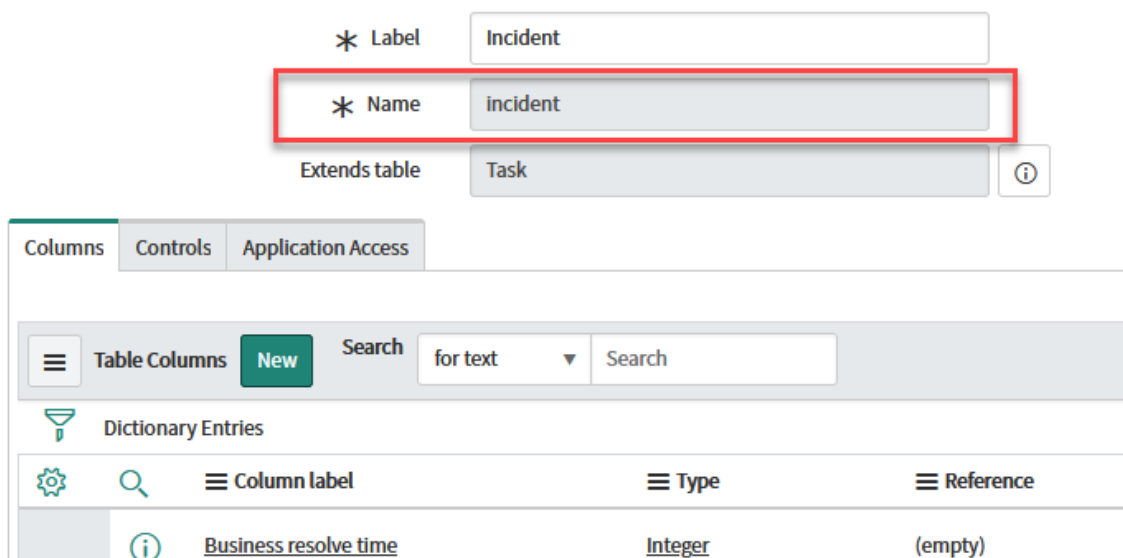 Label Incident
Name incident
Extends table Task
Columns Controls Application Access
Table Columns New Search for text Search
Dictionary Entries
Column label Type Reference
Business resolve time Integer (empty)